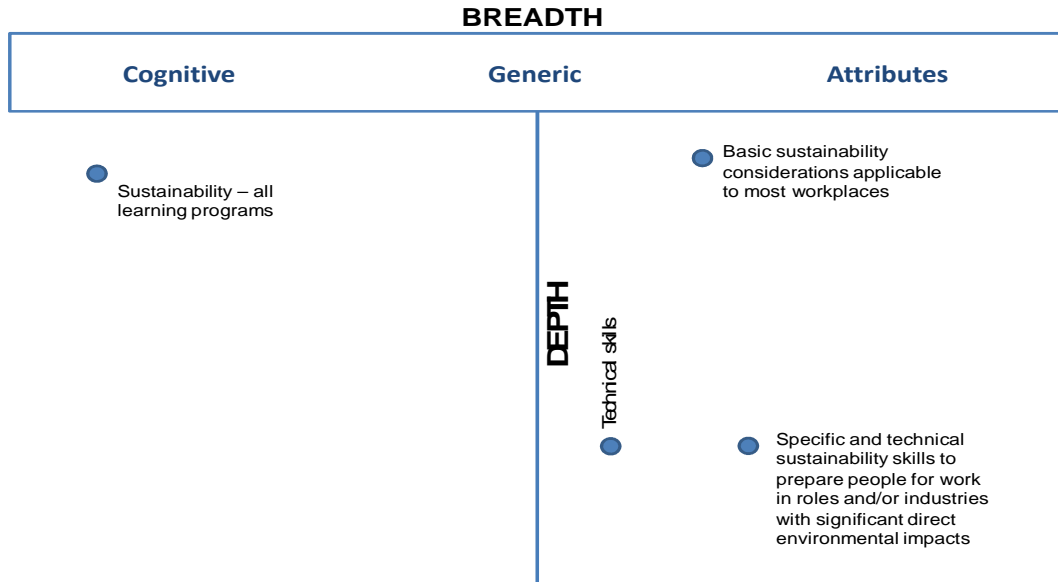 BREADTH
Cognitive Generic Attributes
Sustainability – all
learning programs
Basic sustainability
considerations applicable
to most workplaces
DEPTH
Technical skills
Specific and technical
sustainability skills to
prepare people for work
in roles and/or industries
with significant direct
environmental impacts